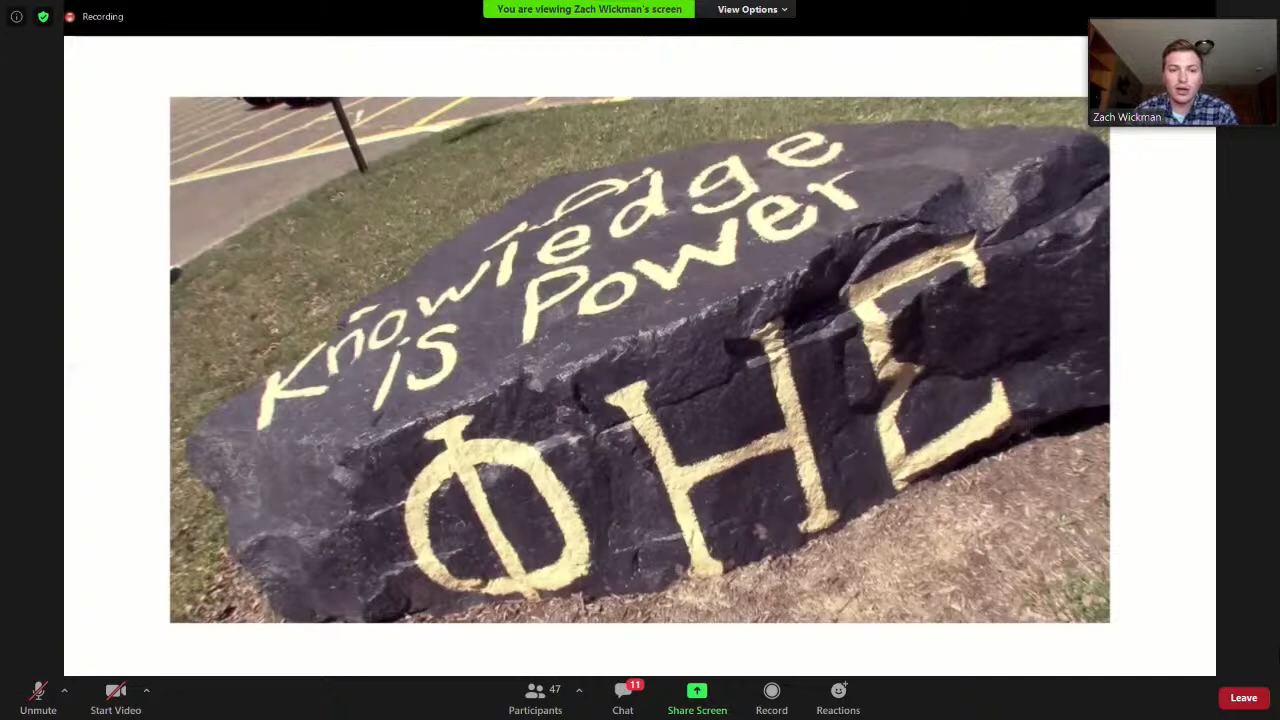 Recording
You are viewing Zach Wickman's screen
View Options
Zach Wickman
Knowledge
is Power
ΦΗΣ
Unmute
Start Video
47
Participants
11
Chat
Share Screen
Record
Reactions
Leave